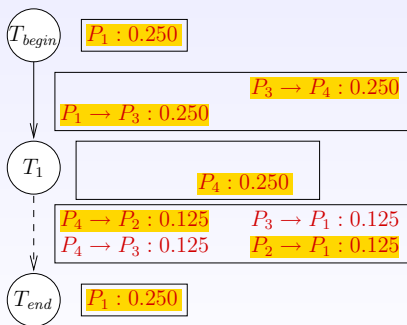 T_begin P_1 : 0.250
P_3 → P_4 : 0.250
P_1 → P_3 : 0.250
T_1
P_4 : 0.250
P_4 → P_2 : 0.125 P_3 → P_1 : 0.125
P_4 → P_3 : 0.125 P_2 → P_1 : 0.125
T_end P_1 : 0.250